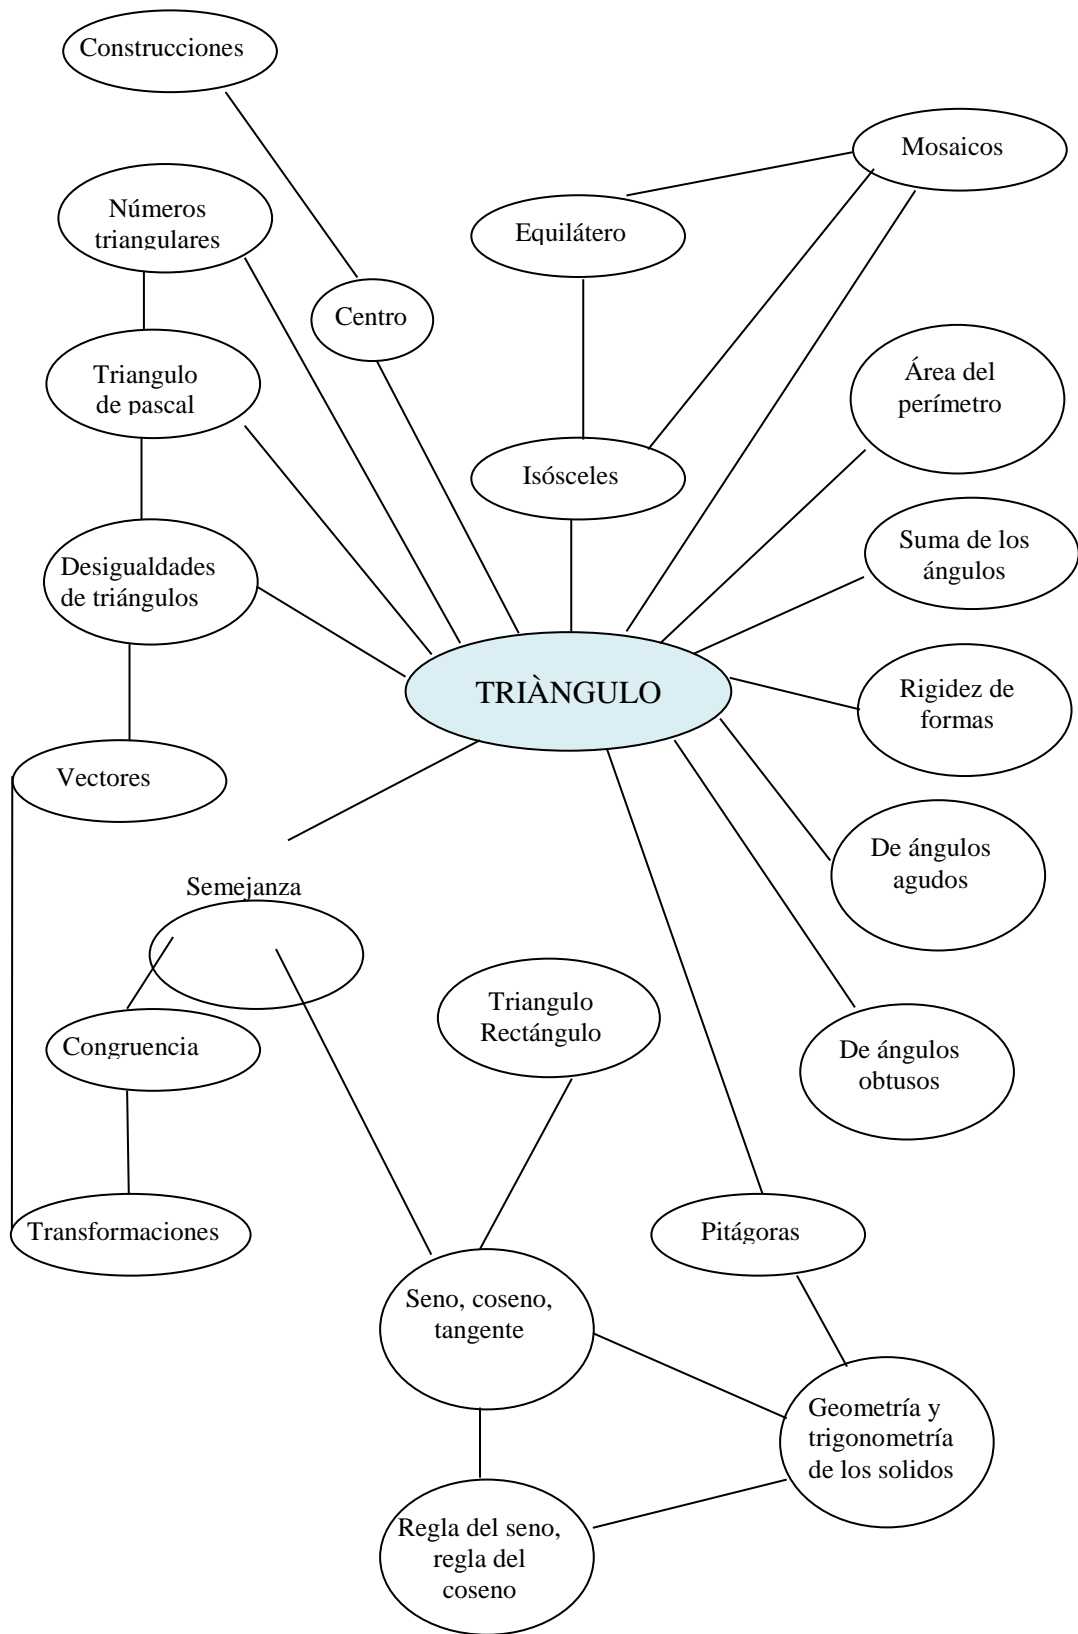 Construcciones
Mosaicos
Números
triangulares
Equilátero
Centro
Triangulo
de pascal
Área del
perímetro
Isósceles
Suma de los
ángulos
Desigualdades
de triángulos
TRIÀNGULO
Rigidez de
formas
Vectores
De ángulos
agudos
Semejanza
Triangulo
Rectángulo
Congruencia
De ángulos
obtusos
Transformaciones
Pitágoras
Seno, coseno,
tangente
Geometría y
trigonometría
de los solidos
Regla del seno,
regla del
coseno